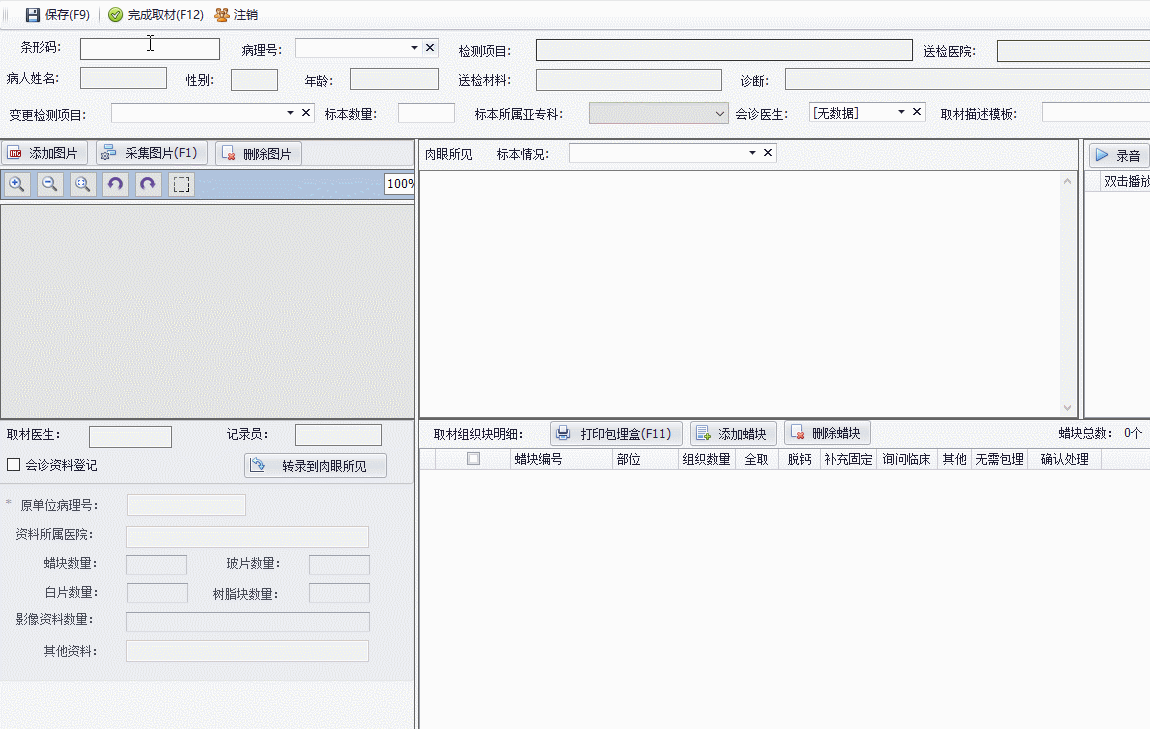 保存(F9) 完成取材(F12) 注销
条形码: 病理号: 检测项目: 送检医院:
病人姓名: 性别: 年龄: 送检材料: 诊断:
变更检测项目: 标本数量: 标本所属亚专科: 会诊医生: [无数据] 取材描述模板:
添加图片 采集图片(F1) 删除图片 肉眼所见 标本情况: 录音
100% 双击播放
取材医生: 记录员: 取材组织块明细: 打印包埋盒(F11) 添加蜡块 删除蜡块 蜡块总数: 0个
会诊资料登记 转录到肉眼所见 蜡块编号 部位 组织数量 全取 脱钙 补充固定 询问临床 其他 无需包埋 确认处理
* 原单位病理号:
资料所属医院:
蜡块数量: 玻片数量:
白片数量: 树脂块数量:
影像资料数量:
其他资料: